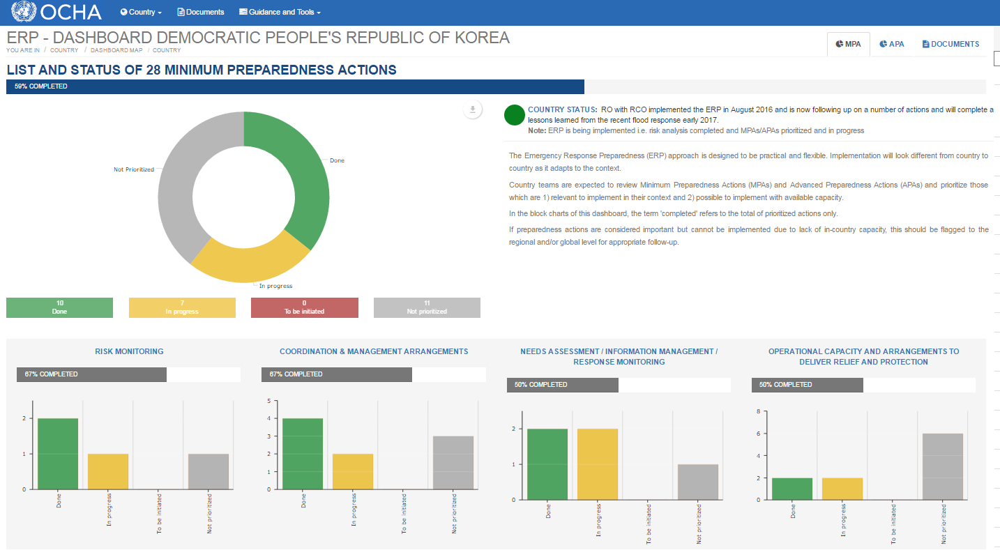 OCHA
Country
Documents
Guidance and Tools
ERP - DASHBOARD DEMOCRATIC PEOPLE'S REPUBLIC OF KOREA
YOU ARE IN / COUNTRY / DASHBOARD MAP / COUNTRY
MPA
APA
DOCUMENTS
LIST AND STATUS OF 28 MINIMUM PREPAREDNESS ACTIONS
59% COMPLETED
Not Prioritized
Done
In progress
10
Done
7
In progress
0
To be initiated
11
Not prioritized
COUNTRY STATUS: RO with RCO implemented the ERP in August 2016 and is now following up on a number of actions and will complete a
lessons learned from the recent flood response early 2017.
Note: ERP is being implemented i.e. risk analysis completed and MPAs/APAs prioritized and in progress
The Emergency Response Preparedness (ERP) approach is designed to be practical and flexible. Implementation will look different from country to
country as it adapts to the context.
Country teams are expected to review Minimum Preparedness Actions (MPAs) and Advanced Preparedness Actions (APAs) and prioritize those
which are 1) relevant to implement in their context and 2) possible to implement with available capacity.
In the block charts of this dashboard, the term 'completed' refers to the total of prioritized actions only.
If preparedness actions are considered important but cannot be implemented due to lack of in-country capacity, this should be flagged to the
regional and/or global level for appropriate follow-up.
RISK MONITORING
67% COMPLETED
2
1
0
Done
In progress
To be initiated
Not prioritized
COORDINATION & MANAGEMENT ARRANGEMENTS
67% COMPLETED
5
4
3
2
1
0
Done
In progress
To be initiated
Not prioritized
NEEDS ASSESSMENT / INFORMATION MANAGEMENT /
RESPONSE MONITORING
50% COMPLETED
2
1
0
Done
In progress
To be initiated
Not prioritized
OPERATIONAL CAPACITY AND ARRANGEMENTS TO
DELIVER RELIEF AND PROTECTION
50% COMPLETED
8
6
4
2
0
Done
In progress
To be initiated
Not prioritized